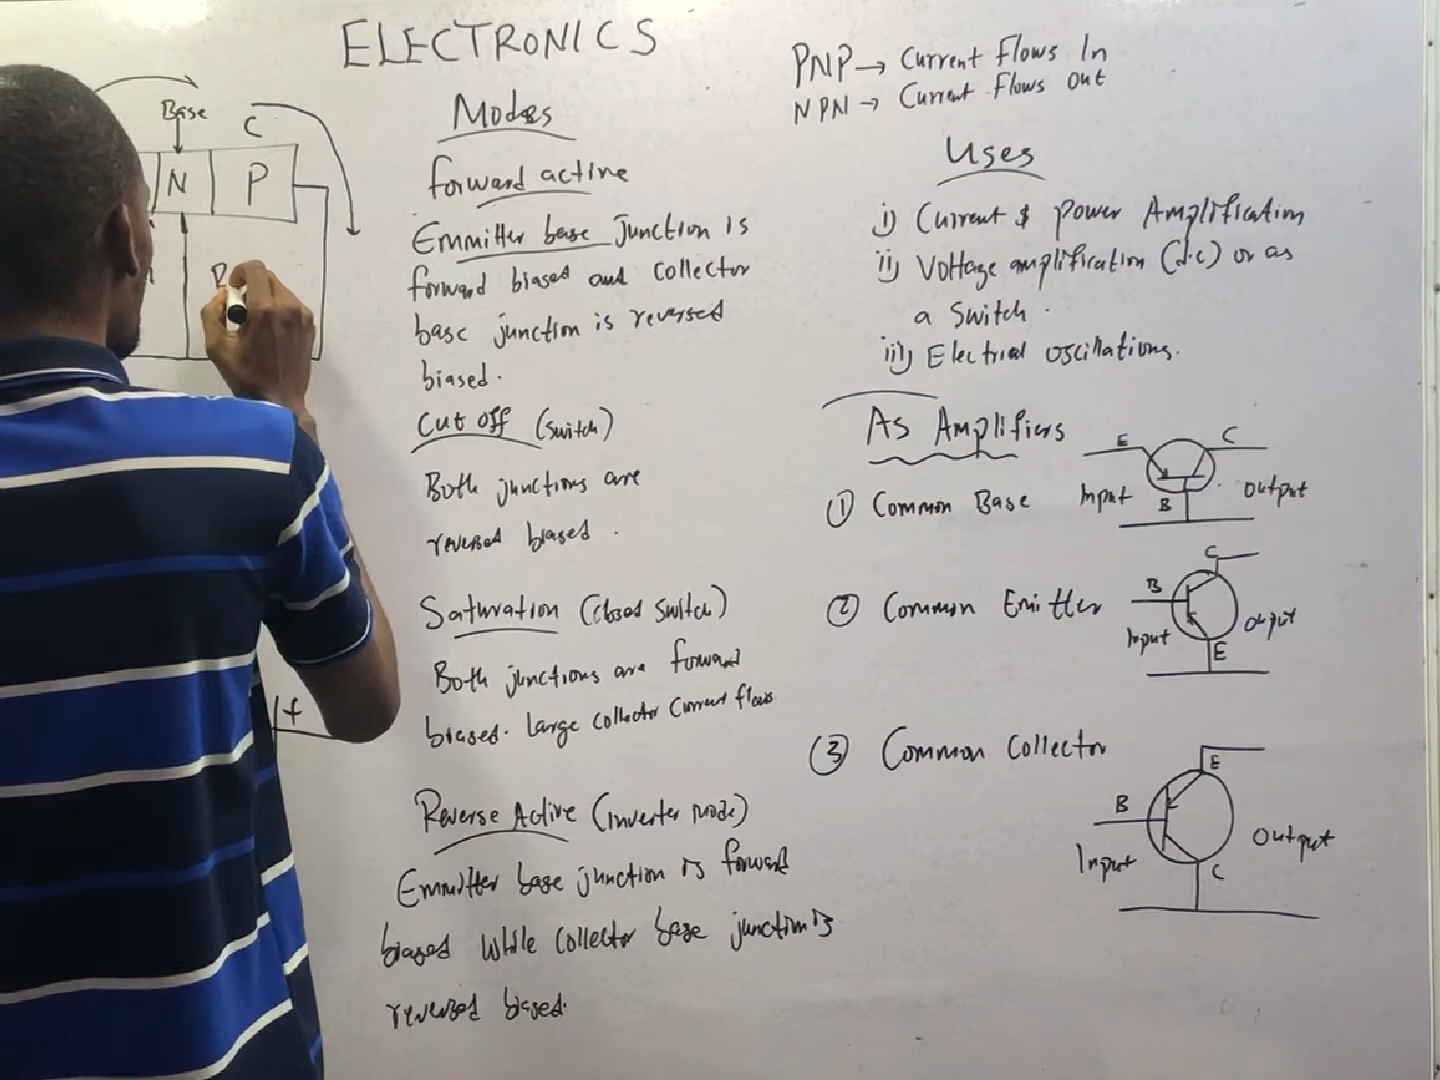 ELECTRONICS
Base
C
N P
Modes
forward active
Emmitter base junction is
forward biased and collector
base junction is reversed
biased.
Cut off (switch)
Both junctions are
reversed biased.
Saturation (closed switch)
Both junctions are forward
biased. Large collector current flows
Reverse Active (inverter mode)
Emmitter base junction is forward
biased while collector base junction is
reversed biased.
PNP → Current Flows In
NPN → Current Flows Out
Uses
i) Current & power Amplification
ii) Voltage amplification (d.c) or as
a Switch.
iii) Electrical oscillations.
As Amplifiers
E C
① Common Base Input B Output
C
② Common Emitter B
Input Output
E
③ Common Collector
E
B
Input Output
C
f